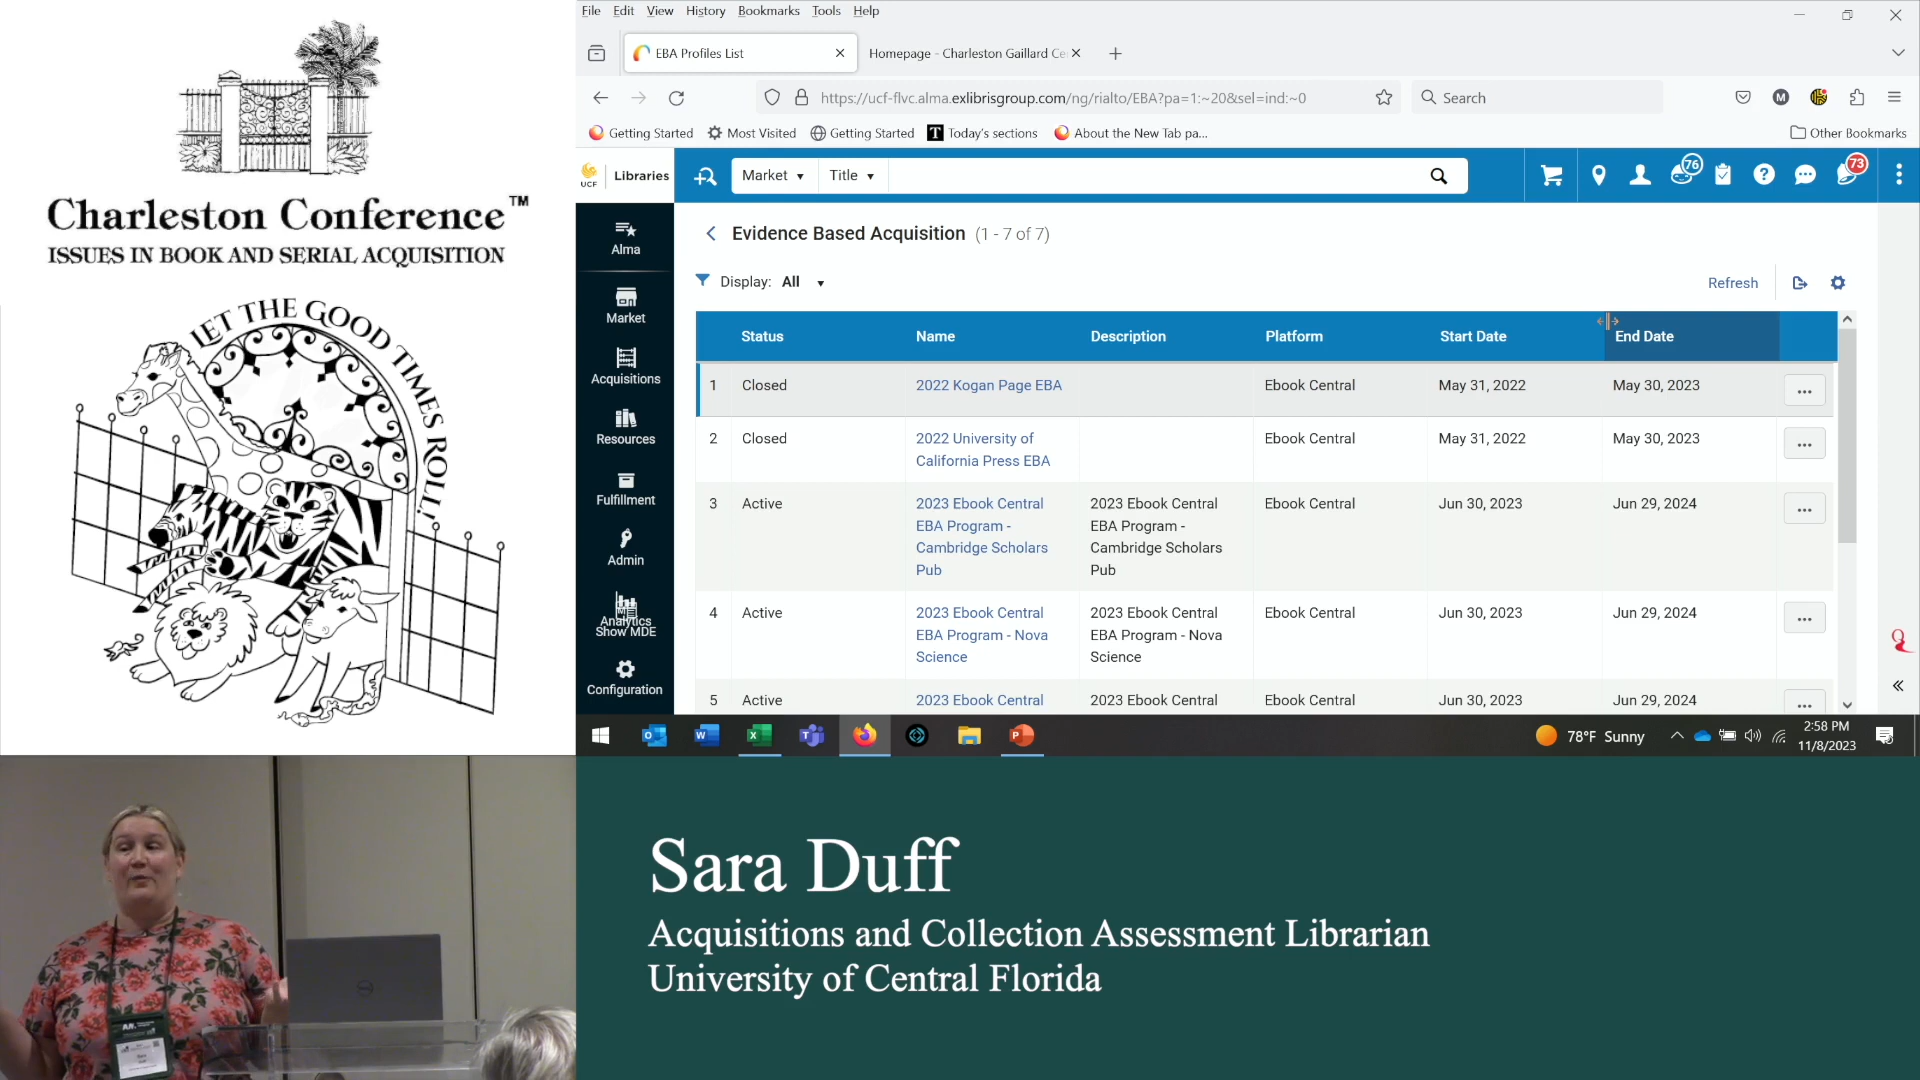 Charleston Conference™
ISSUES IN BOOK AND SERIAL ACQUISITION
LET THE GOOD TIMES ROLL!
File Edit View History Bookmarks Tools Help
EBA Profiles List
Homepage - Charleston Gaillard Ce
https://ucf-flvc.alma.exlibrisgroup.com/ng/rialto/EBA?pa=1:~20&sel=ind:~0
Search
M
Getting Started Most Visited Getting Started T Today's sections About the New Tab pa...
Other Bookmarks
UCF Libraries
Market Title
76
73
Alma
Market
Acquisitions
Resources
Fulfillment
Admin
Analytics
Show MDE
Configuration
Evidence Based Acquisition (1 - 7 of 7)
Display: All
Refresh
Status Name Description Platform Start Date End Date
1 Closed 2022 Kogan Page EBA Ebook Central May 31, 2022 May 30, 2023
2 Closed 2022 University of California Press EBA Ebook Central May 31, 2022 May 30, 2023
3 Active 2023 Ebook Central EBA Program - Cambridge Scholars Pub 2023 Ebook Central EBA Program - Cambridge Scholars Pub Ebook Central Jun 30, 2023 Jun 29, 2024
4 Active 2023 Ebook Central EBA Program - Nova Science 2023 Ebook Central EBA Program - Nova Science Ebook Central Jun 30, 2023 Jun 29, 2024
5 Active 2023 Ebook Central 2023 Ebook Central Ebook Central Jun 30, 2023 Jun 29, 2024
78°F Sunny
2:58 PM
11/8/2023
Sara Duff
Acquisitions and Collection Assessment Librarian
University of Central Florida